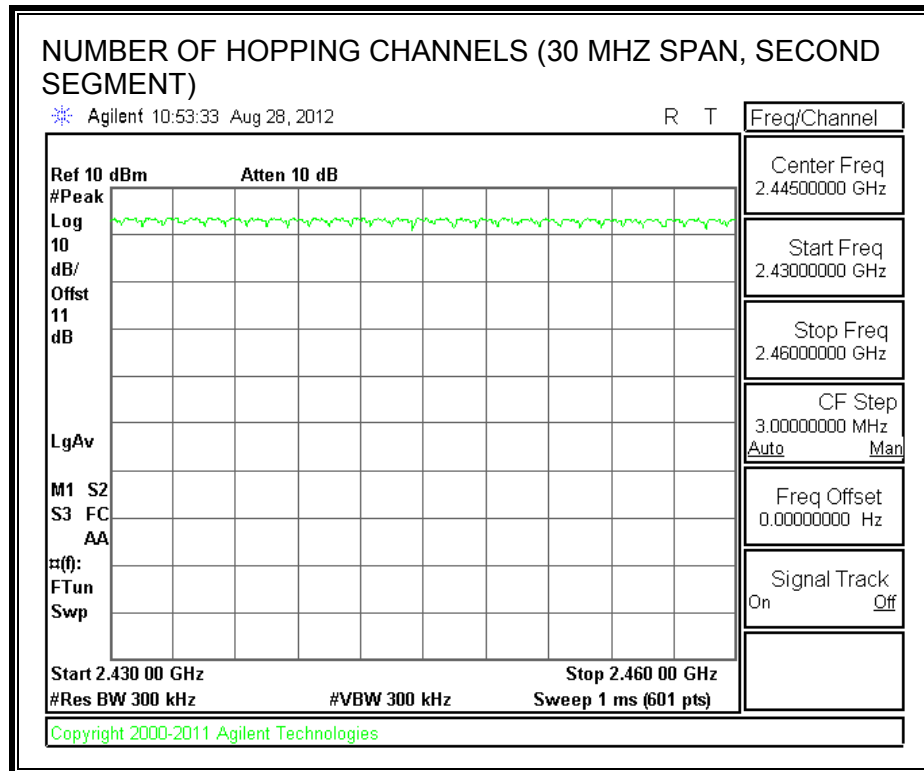 NUMBER OF HOPPING CHANNELS (30 MHZ SPAN, SECOND
SEGMENT)
Agilent 10:53:33 Aug 28, 2012 R T
Freq/Channel
Ref 10 dBm Atten 10 dB
#Peak
Log
10
dB/
Offst
11
dB
LgAv
M1 S2
S3 FC
AA
¤(f):
FTun
Swp
Start 2.430 00 GHz Stop 2.460 00 GHz
#Res BW 300 kHz #VBW 300 kHz Sweep 1 ms (601 pts)
Center Freq
2.44500000 GHz
Start Freq
2.43000000 GHz
Stop Freq
2.46000000 GHz
CF Step
3.00000000 MHz
Auto Man
Freq Offset
0.00000000 Hz
Signal Track
On Off
Copyright 2000-2011 Agilent Technologies